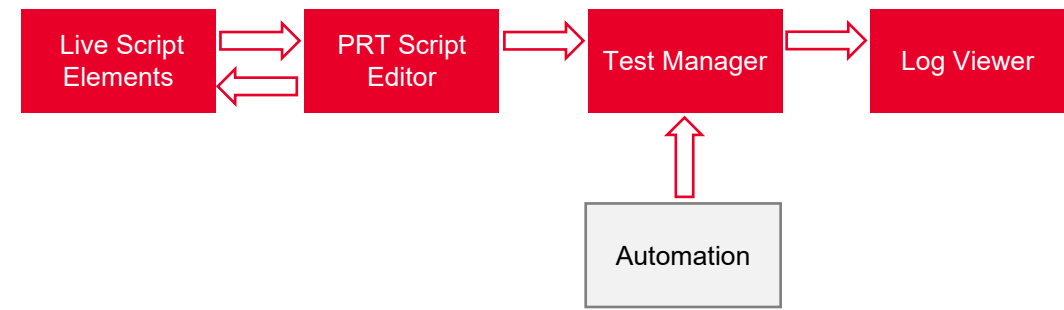 Live Script
Elements
PRT Script
Editor
Test Manager
Log Viewer
Automation